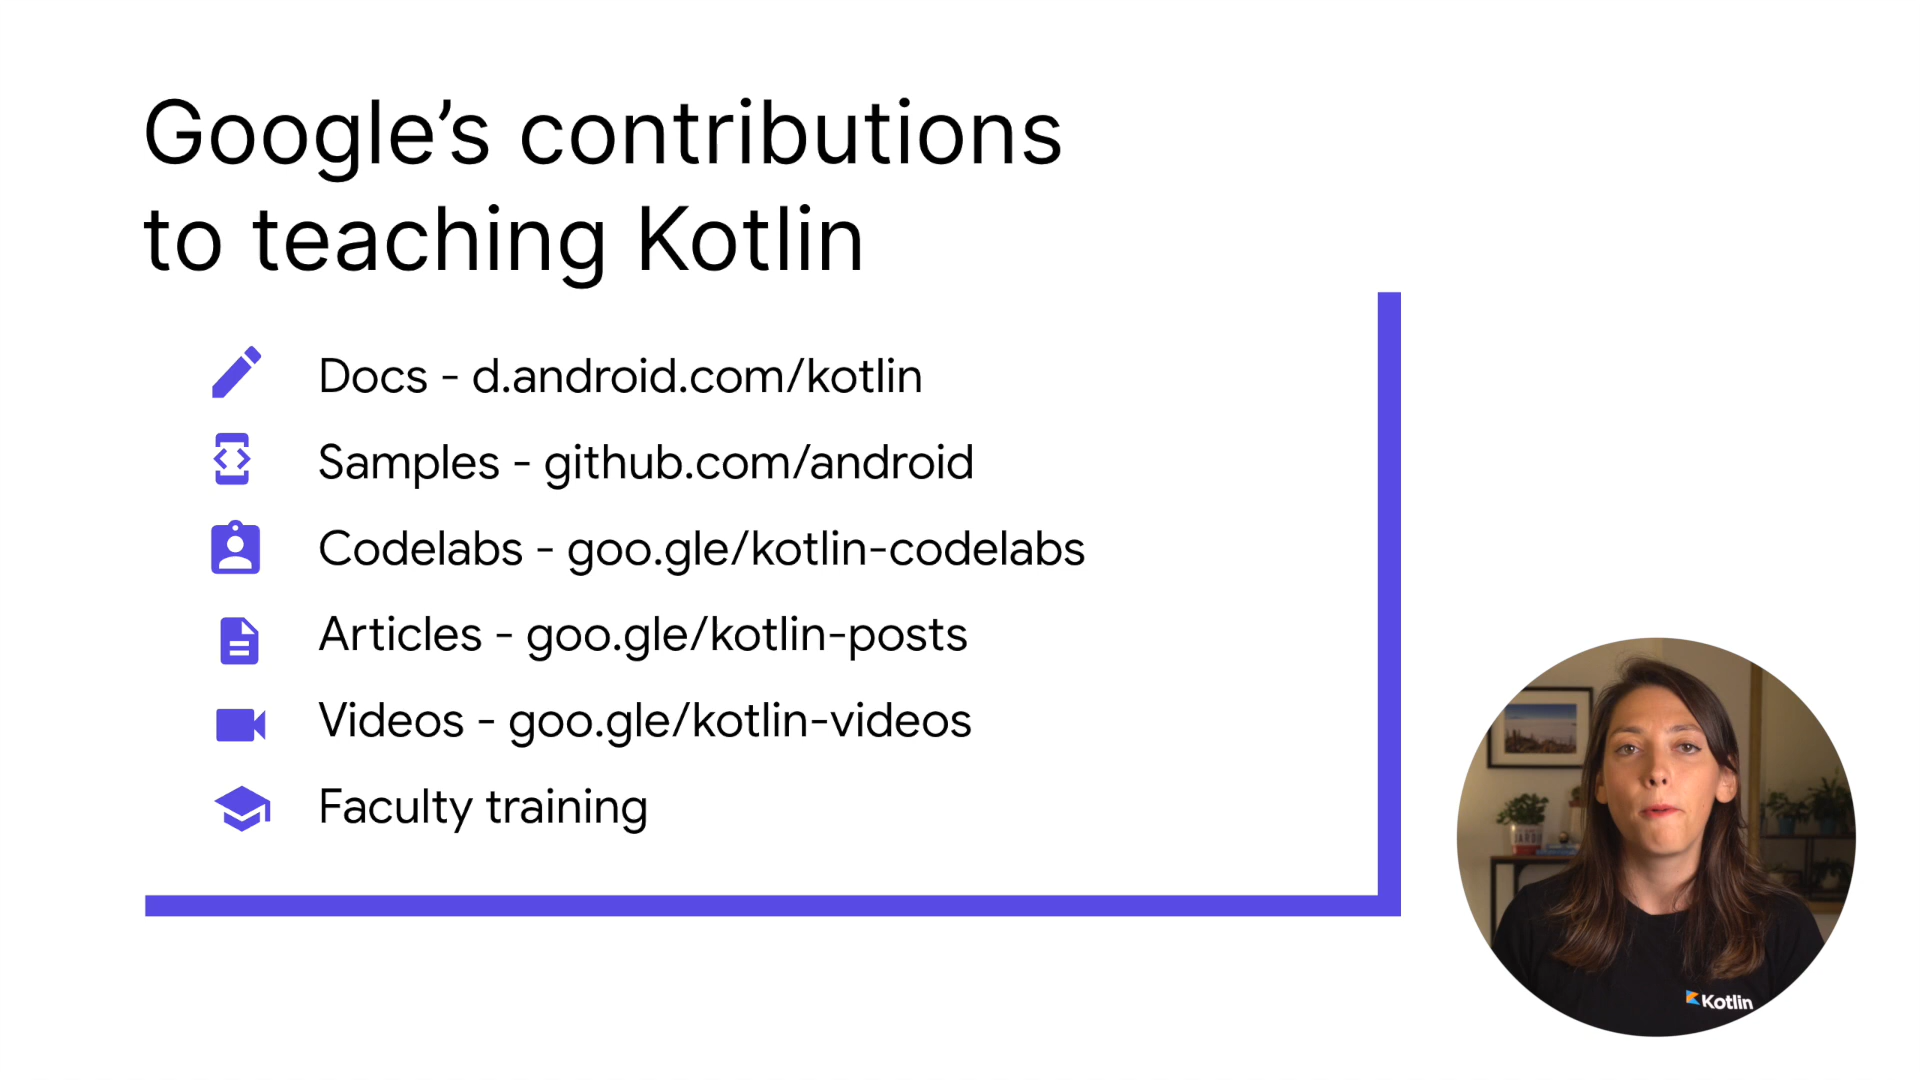 Google’s contributions
to teaching Kotlin
Docs - d.android.com/kotlin
Samples - github.com/android
Codelabs - goo.gle/kotlin-codelabs
Articles - goo.gle/kotlin-posts
Videos - goo.gle/kotlin-videos
Faculty training
Kotlin